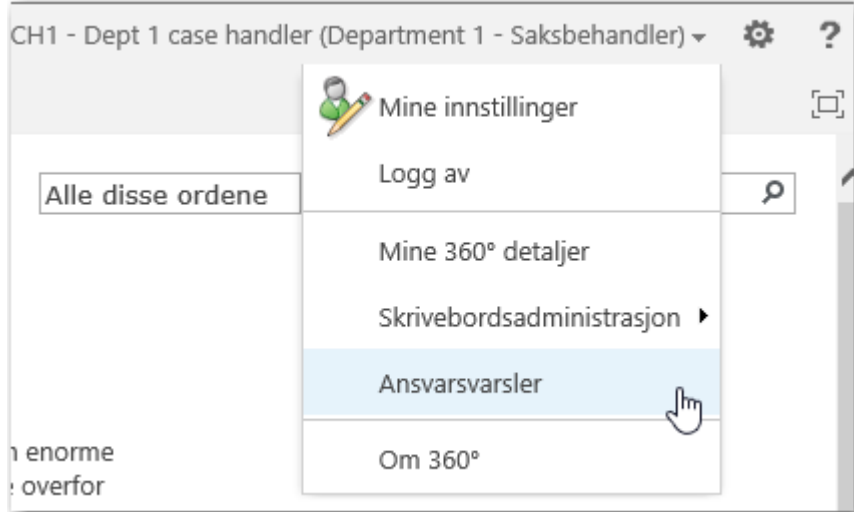 CH1 - Dept 1 case handler (Department 1 - Saksbehandler)
?
Mine innstillinger
Logg av
Alle disse ordene
Mine 360° detaljer
Skrivebordsadministrasjon
Ansvarsvarsler
Om 360°
enorme
overfor